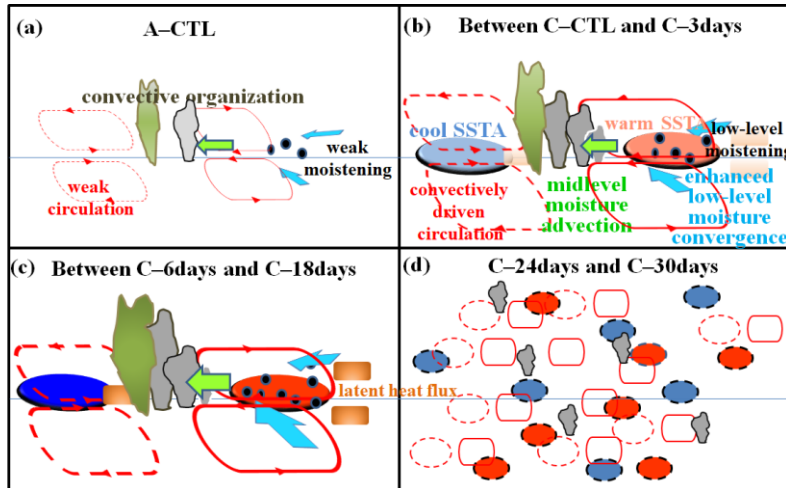 (a) A–CTL
convective organization
weak
moistening
weak
circulation
(b) Between C–CTL and C–3days
cool SSTA
warm SSTA
low-level
moistening
convectively
driven
circulation
midlevel
moisture
advection
enhanced
low-level
moisture
convergence
(c) Between C–6days and C–18days
latent heat flux
(d) C–24days and C–30days